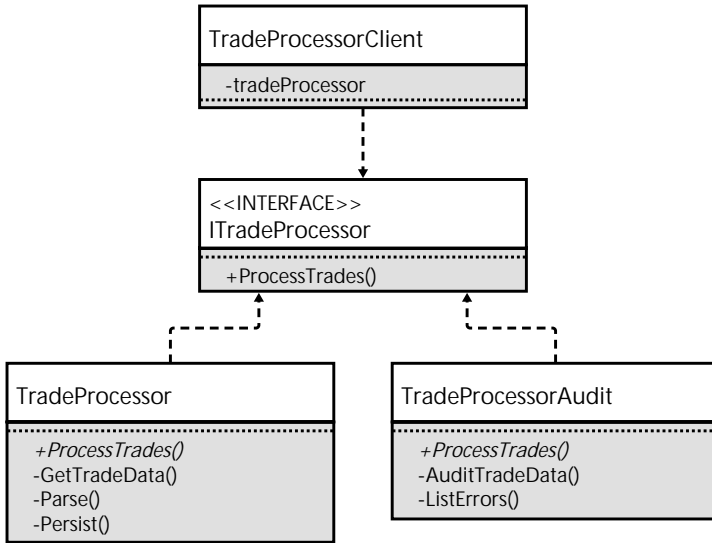 TradeProcessorClient
-tradeProcessor
<<INTERFACE>>
ITradeProcessor
+ProcessTrades()
TradeProcessor
+ProcessTrades()
-GetTradeData()
-Parse()
-Persist()
TradeProcessorAudit
+ProcessTrades()
-AuditTradeData()
-ListErrors()